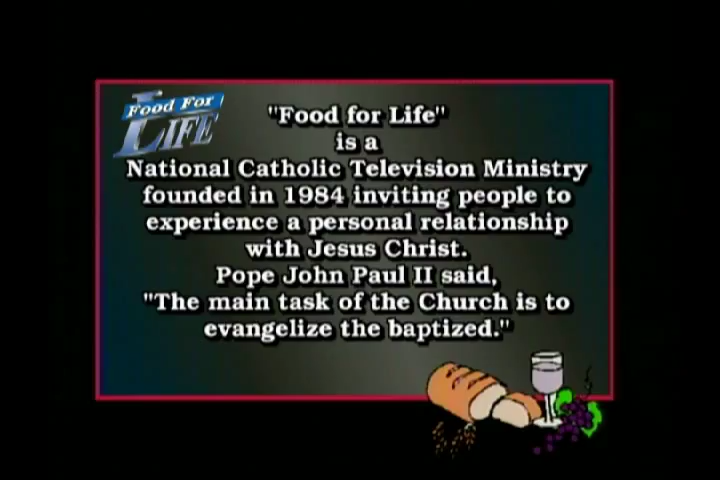 Food For
LIFE
"Food for Life"
is a
National Catholic Television Ministry
founded in 1984 inviting people to
experience a personal relationship
with Jesus Christ.
Pope John Paul II said,
"The main task of the Church is to
evangelize the baptized."